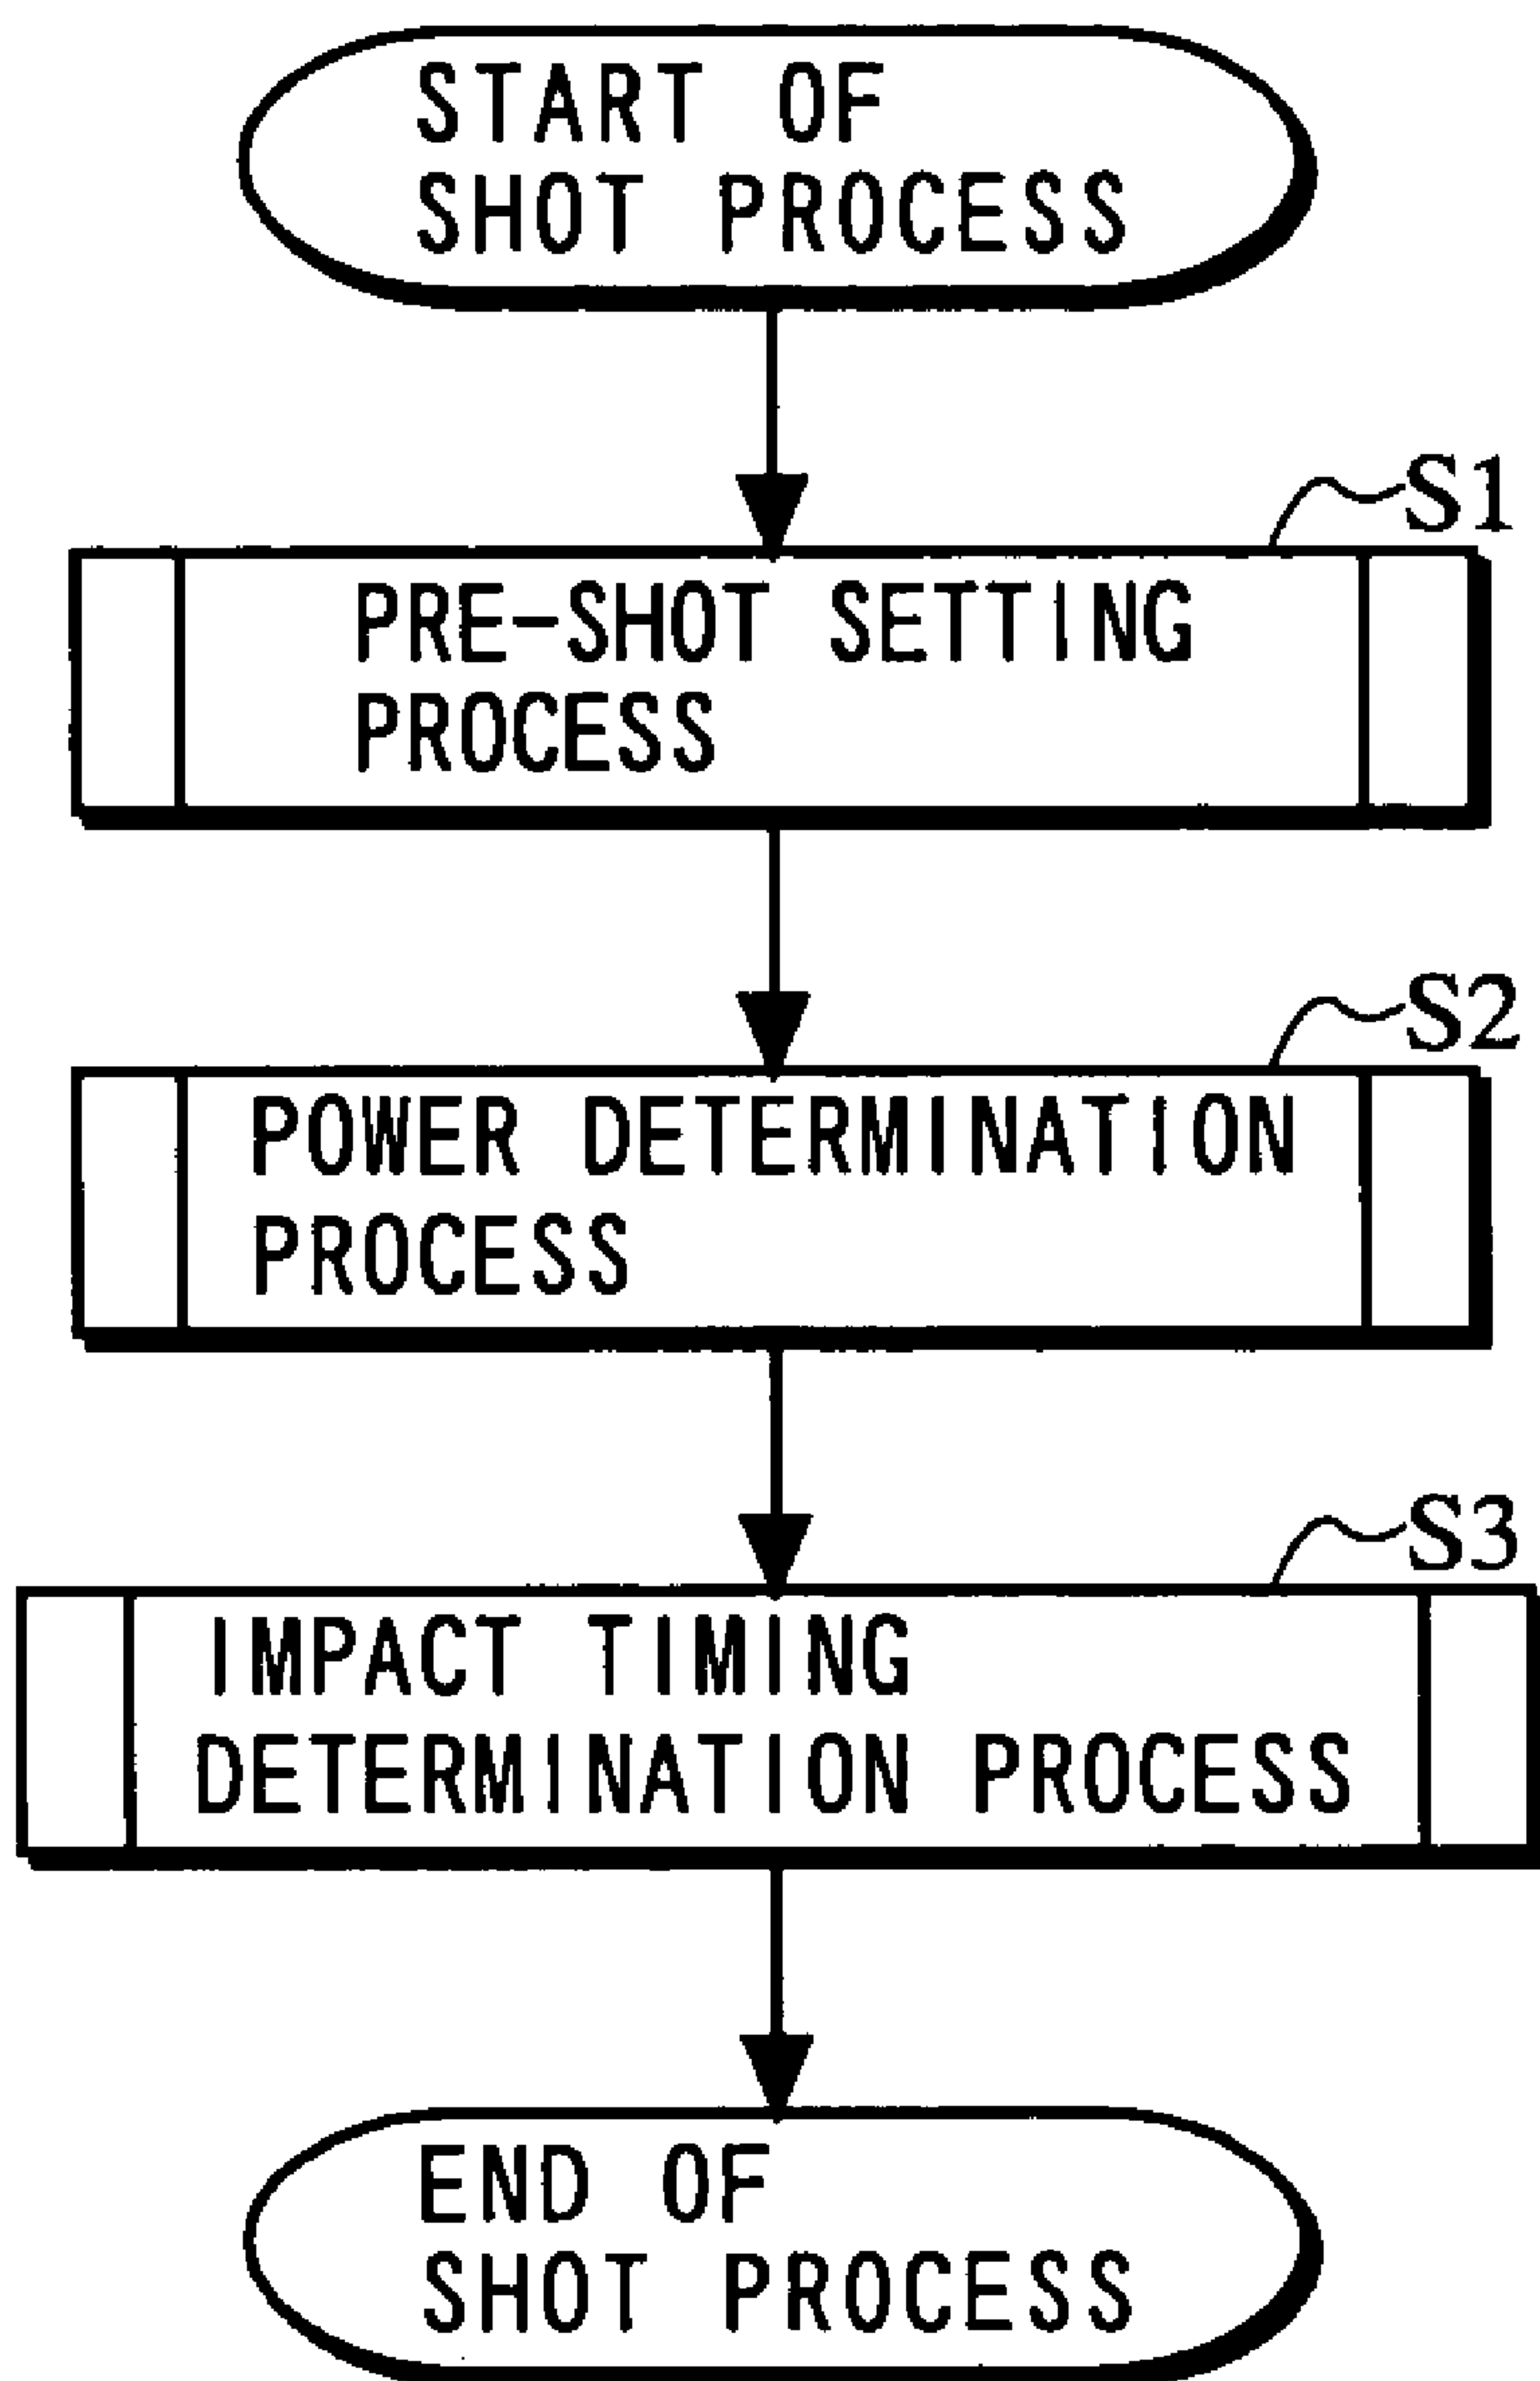 START OF
SHOT PROCESS
S1
PRE-SHOT SETTING
PROCESS
S2
POWER DETERMINATION
PROCESS
S3
IMPACT TIMING
DETERMINATION PROCESS
END OF
SHOT PROCESS